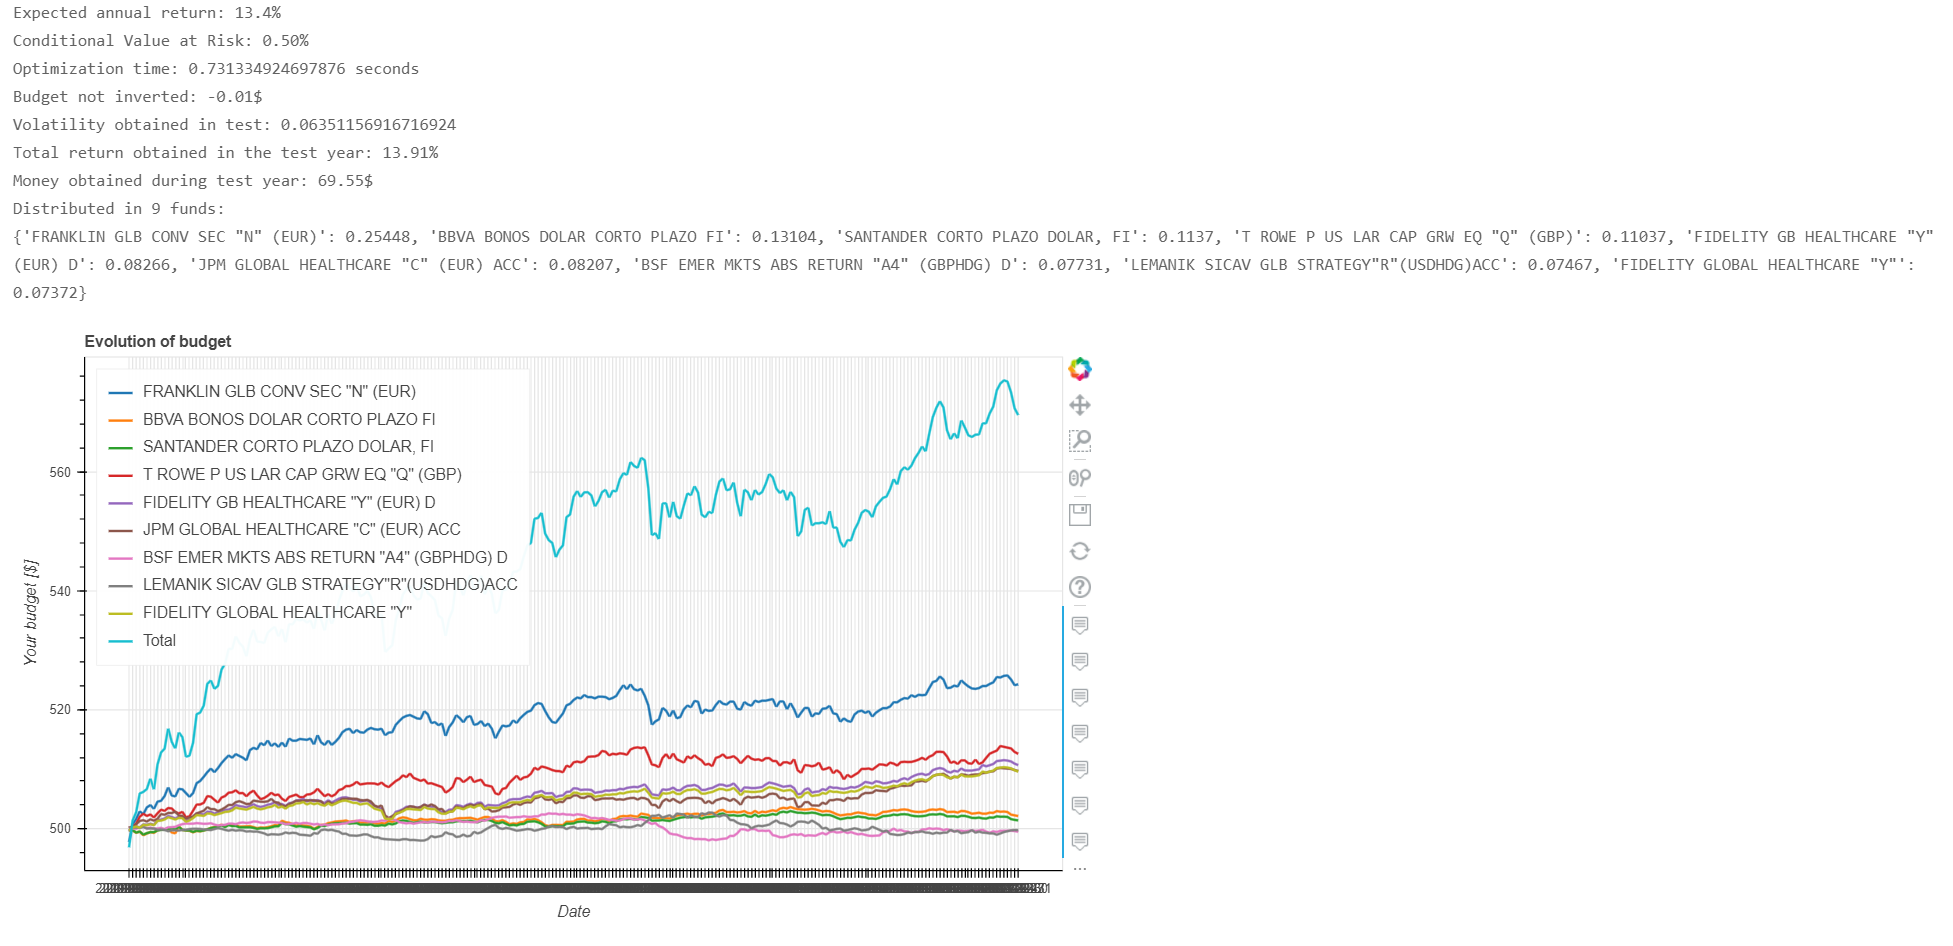 Expected annual return: 13.4%
Conditional Value at Risk: 0.50%
Optimization time: 0.731334924697876 seconds
Budget not inverted: -0.01$
Volatility obtained in test: 0.06351156916716924
Total return obtained in the test year: 13.91%
Money obtained during test year: 69.55$
Distributed in 9 funds:
{'FRANKLIN GLB CONV SEC "N" (EUR)': 0.25448, 'BBVA BONOS DOLAR CORTO PLAZO FI': 0.13104, 'SANTANDER CORTO PLAZO DOLAR, FI': 0.1137, 'T ROWE P US LAR CAP GRW EQ "Q" (GBP)': 0.11037, 'FIDELITY GB HEALTHCARE "Y"
(EUR) D': 0.08266, 'JPM GLOBAL HEALTHCARE "C" (EUR) ACC': 0.08207, 'BSF EMER MKTS ABS RETURN "A4" (GBPHDG) D': 0.07731, 'LEMANIK SICAV GLB STRATEGY"R"(USDHDG)ACC': 0.07467, 'FIDELITY GLOBAL HEALTHCARE "Y"':
0.07372}
Evolution of budget
FRANKLIN GLB CONV SEC "N" (EUR)
BBVA BONOS DOLAR CORTO PLAZO FI
SANTANDER CORTO PLAZO DOLAR, FI
T ROWE P US LAR CAP GRW EQ "Q" (GBP)
FIDELITY GB HEALTHCARE "Y" (EUR) D
JPM GLOBAL HEALTHCARE "C" (EUR) ACC
BSF EMER MKTS ABS RETURN "A4" (GBPHDG) D
LEMANIK SICAV GLB STRATEGY"R"(USDHDG)ACC
FIDELITY GLOBAL HEALTHCARE "Y"
Total
560
540
520
500
Your budget [$]
Date